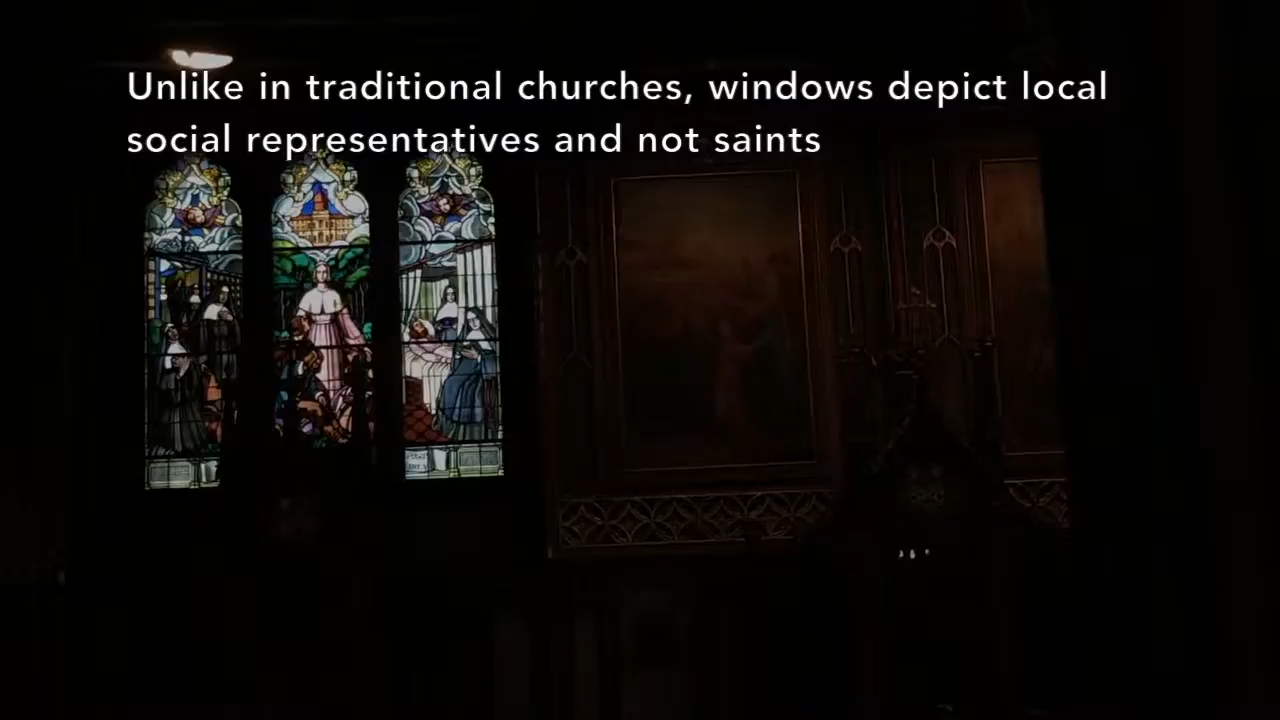 Unlike in traditional churches, windows depict local
social representatives and not saints